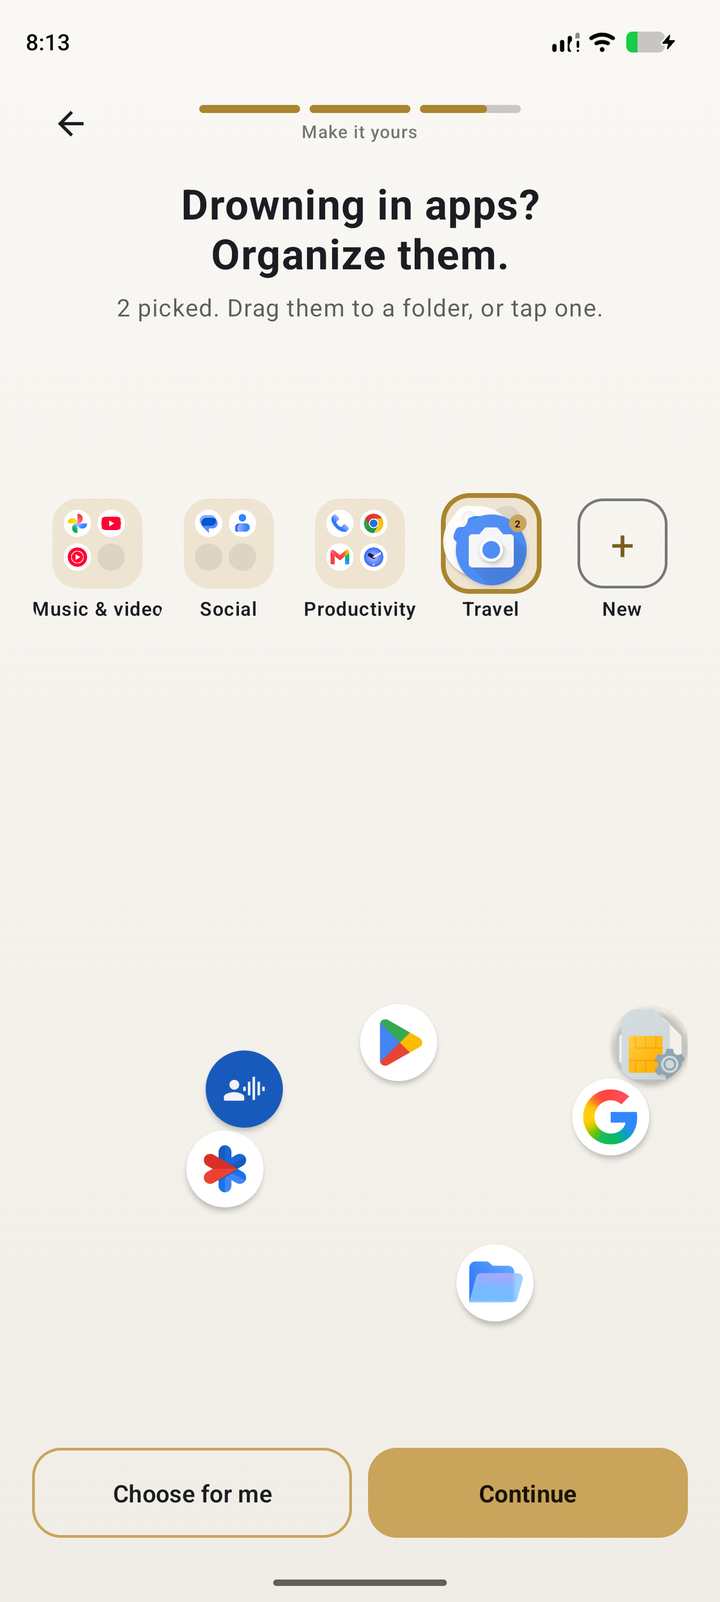 8:13
Make it yours
Drowning in apps?
Organize them.
2 picked. Drag them to a folder, or tap one.
2
Music & video
Social
Productivity
Travel
New
Choose for me
Continue